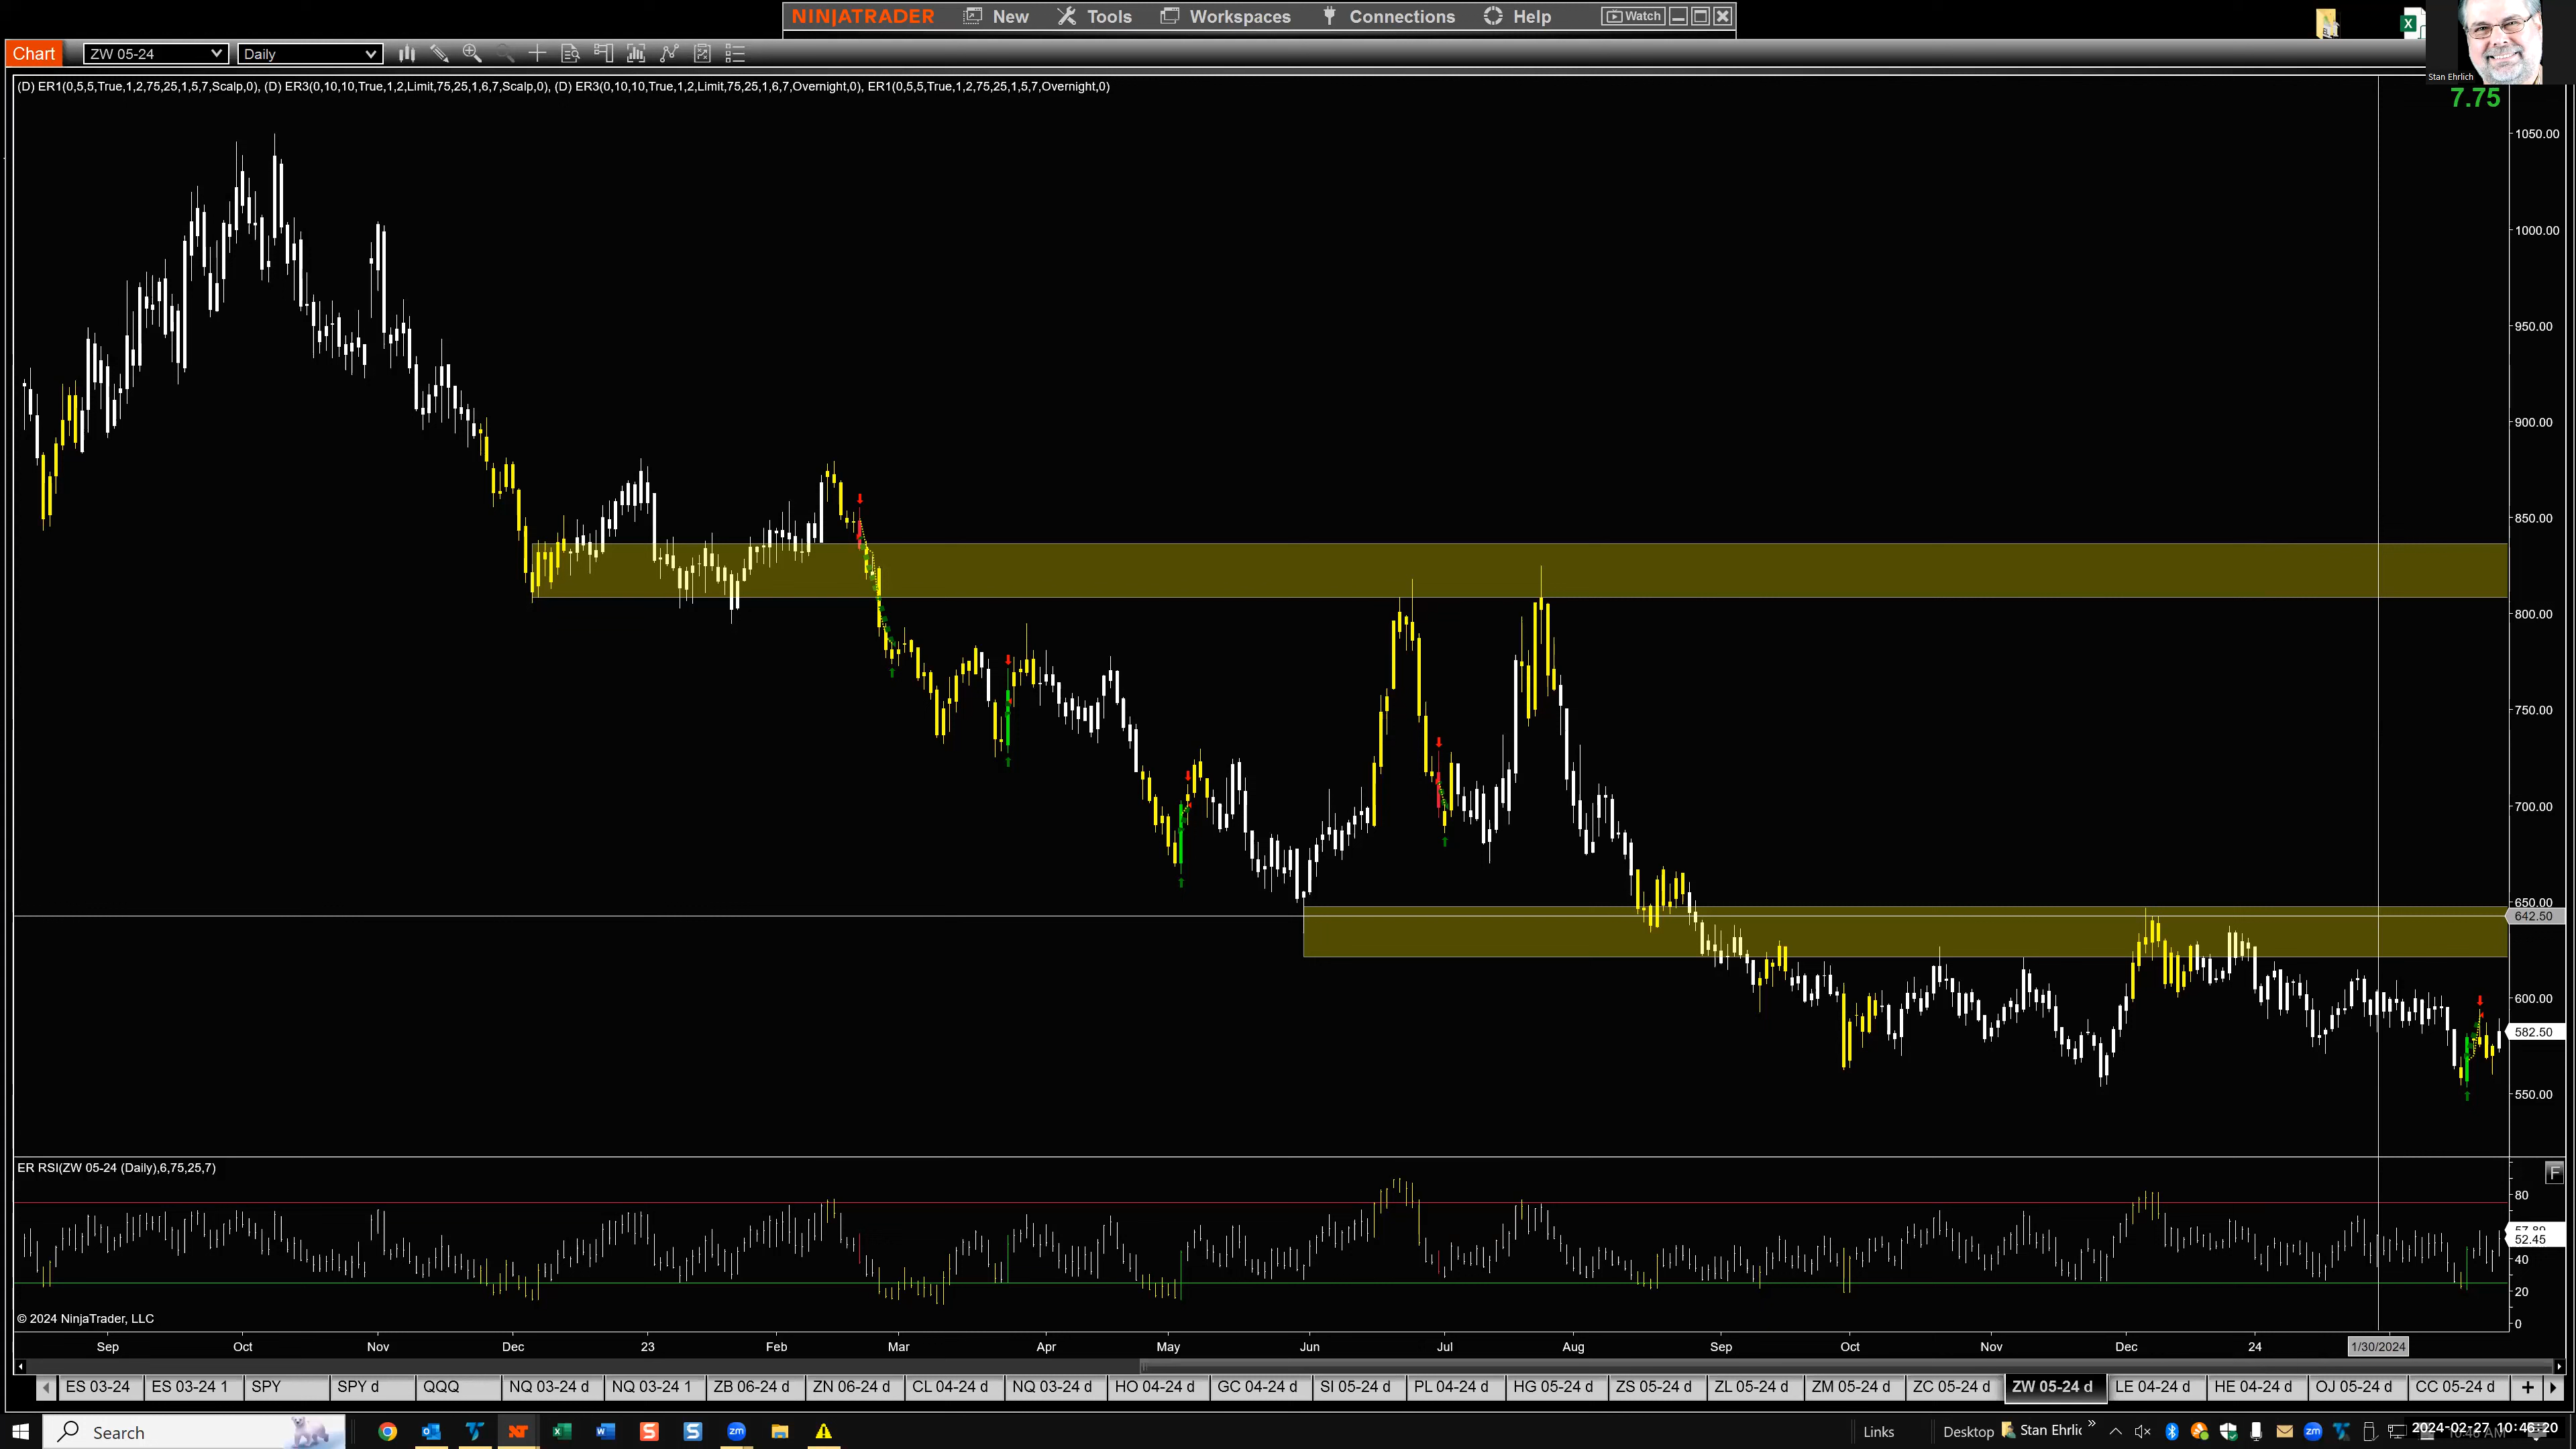 NINJATRADER New Tools Workspaces Connections Help Watch
Stan Ehrlich
Chart ZW 05-24 Daily
(D) ER1(0,5,5,True,1,2,75,25,1,5,7,Scalp,0), (D) ER3(0,10,10,True,1,2,Limit,75,25,1,6,7,Scalp,0), (D) ER3(0,10,10,True,1,2,Limit,75,25,1,6,7,Overnight,0), ER1(0,5,5,True,1,2,75,25,1,5,7,Overnight,0)
7.75
1050.00
1000.00
950.00
900.00
850.00
800.00
750.00
700.00
650.00
642.50
600.00
582.50
550.00
ER RSI(ZW 05-24 (Daily),6,75,25,7)
F
80
52.45
40
20
0
© 2024 NinjaTrader, LLC
Sep Oct Nov Dec 23 Feb Mar Apr May Jun Jul Aug Sep Oct Nov Dec 24 1/30/2024
ES 03-24 ES 03-24 1 SPY SPY d QQQ NQ 03-24 d NQ 03-24 1 ZB 06-24 d ZN 06-24 d CL 04-24 d NQ 03-24 d HO 04-24 d GC 04-24 d SI 05-24 d PL 04-24 d HG 05-24 d ZS 05-24 d ZL 05-24 d ZM 05-24 d ZC 05-24 d ZW 05-24 d LE 04-24 d HE 04-24 d OJ 05-24 d CC 05-24 d +
Search Links Desktop Stan Ehrlic 2024-02-27 10:46:20